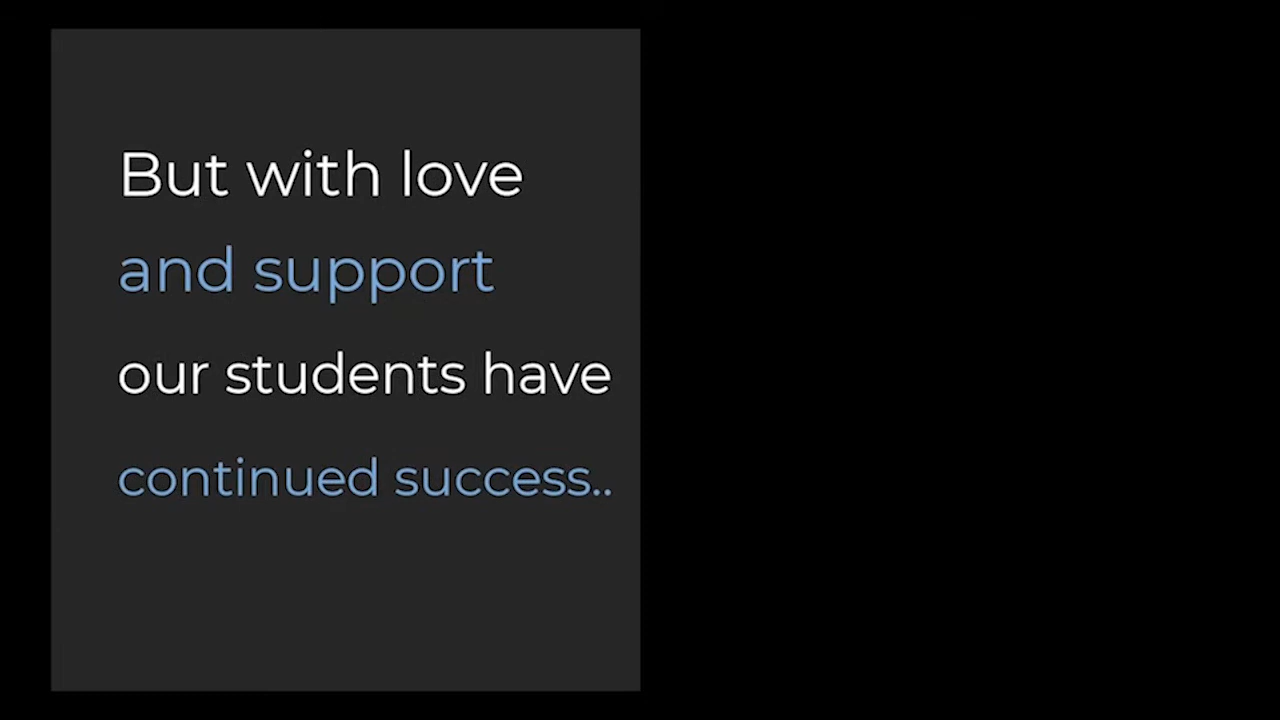 But with love
and support
our students have
continued success..